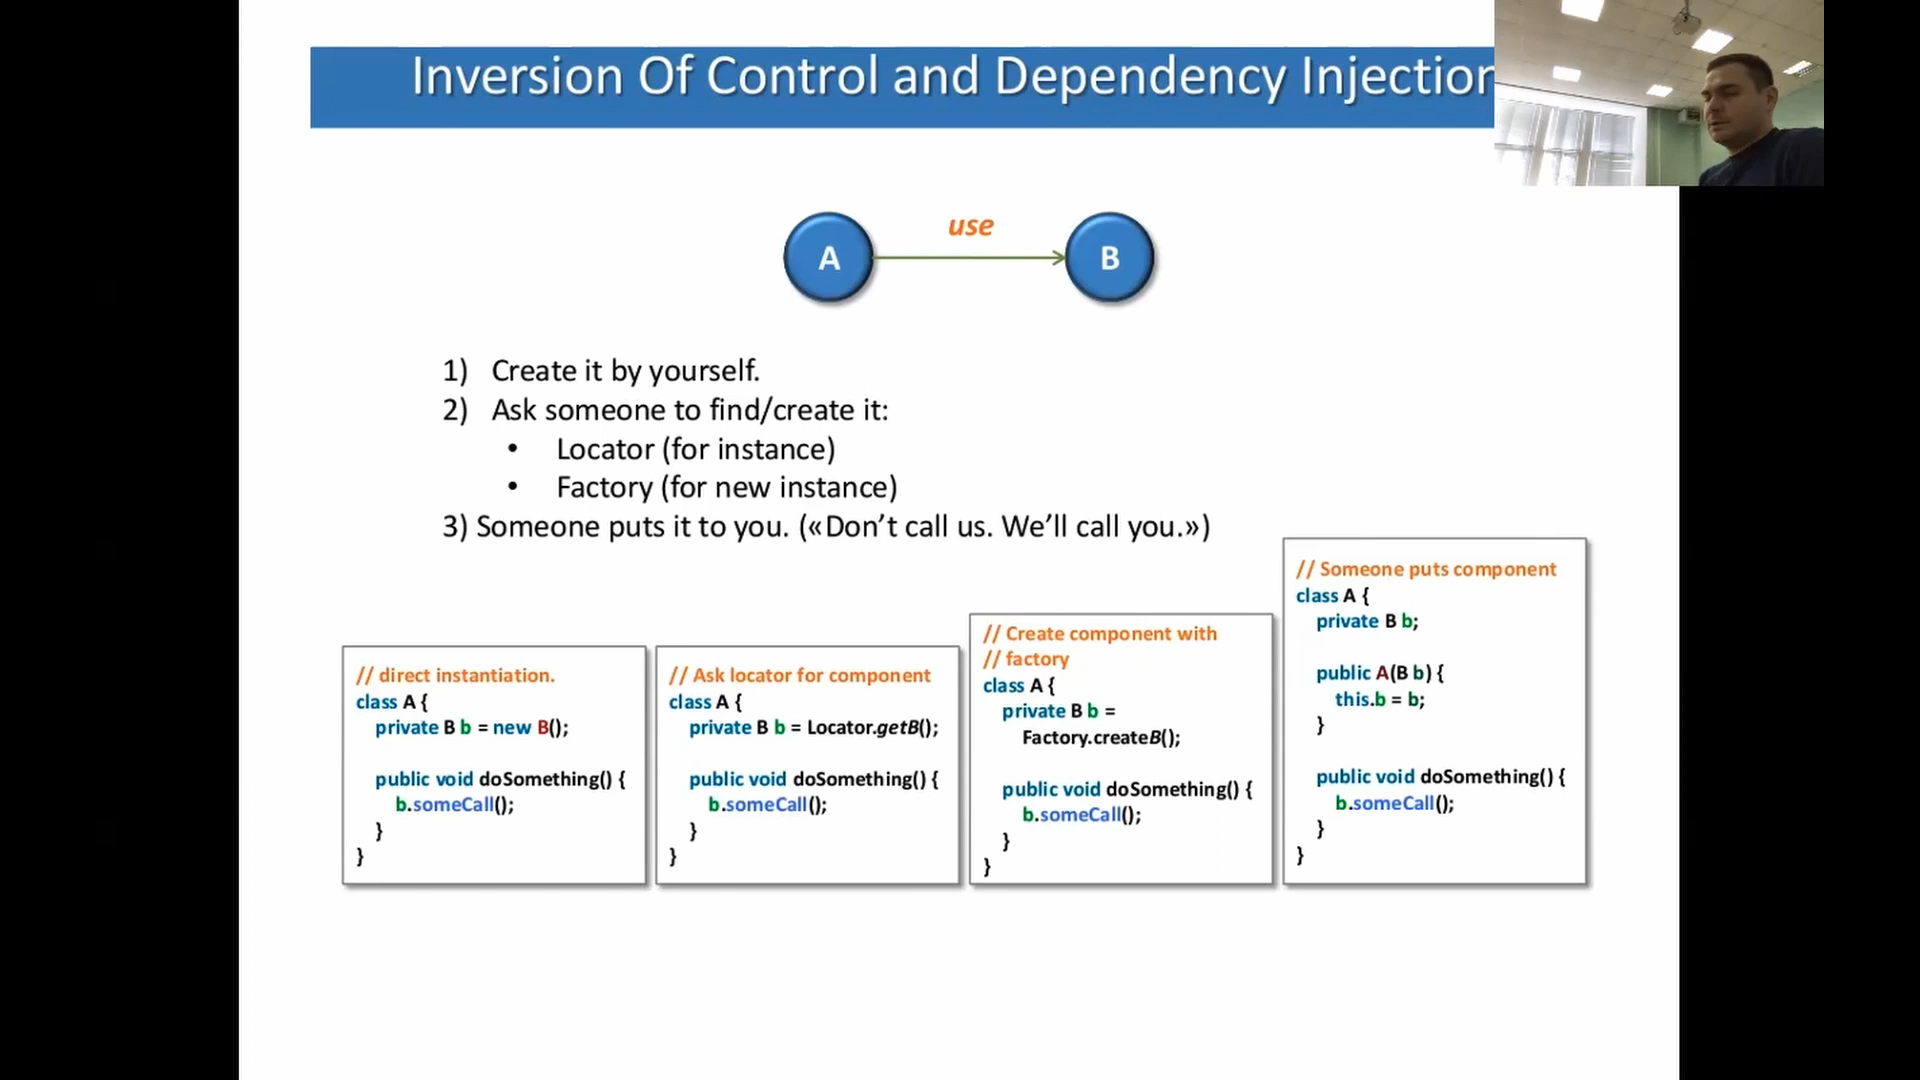 Inversion Of Control and Dependency Injection
use
A
B
1) Create it by yourself.
2) Ask someone to find/create it:
• Locator (for instance)
• Factory (for new instance)
3) Someone puts it to you. («Don’t call us. We’ll call you.»)
// direct instantiation.
class A {
private B b = new B();
public void doSomething() {
b.someCall();
}
}
// Ask locator for component
class A {
private B b = Locator.getB();
public void doSomething() {
b.someCall();
}
}
// Create component with
// factory
class A {
private B b =
Factory.createB();
public void doSomething() {
b.someCall();
}
}
// Someone puts component
class A {
private B b;
public A(B b) {
this.b = b;
}
public void doSomething() {
b.someCall();
}
}